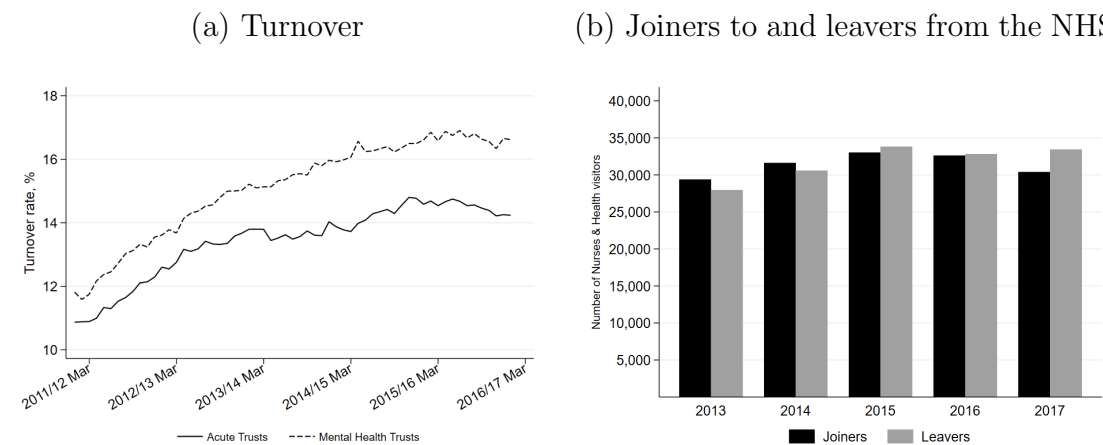 (a) Turnover
18
16
14
12
10
Turnover rate, %
2011/12 Mar
2012/13 Mar
2013/14 Mar
2014/15 Mar
2015/16 Mar
2016/17 Mar
Acute Trusts
Mental Health Trusts
(b) Joiners to and leavers from the NHS
40,000
35,000
30,000
25,000
20,000
15,000
10,000
5,000
Number of Nurses & Health visitors
2013
2014
2015
2016
2017
Joiners
Leavers